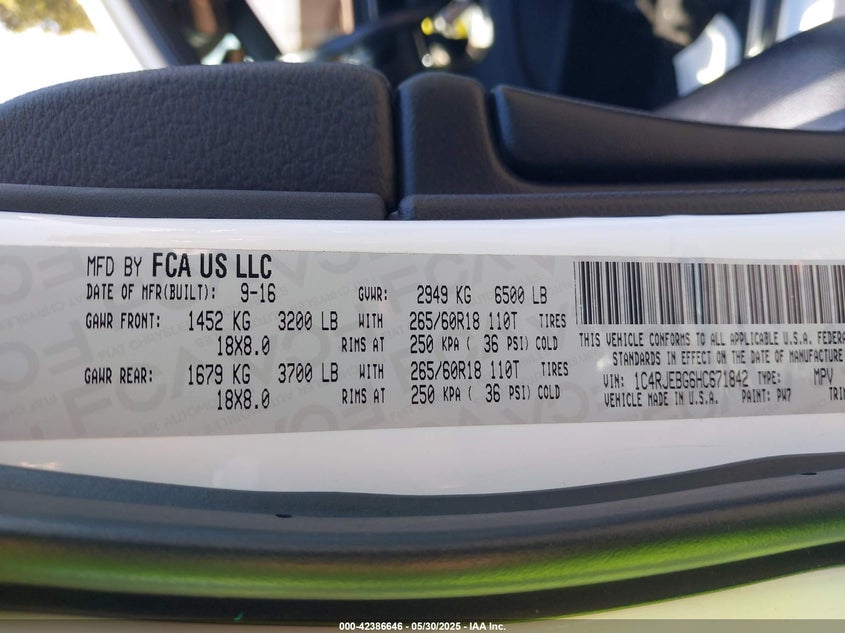 MFD BY FCA US LLC
DATE OF MFR(BUILT): 9-16 GVWR: 2949 KG 6500 LB
GAWR FRONT: 1452 KG 3200 LB WITH 265/60R18 110T TIRES
18X8.0 RIMS AT 250 KPA ( 36 PSI) COLD
GAWR REAR: 1679 KG 3700 LB WITH 265/60R18 110T TIRES
18X8.0 RIMS AT 250 KPA ( 36 PSI) COLD
THIS VEHICLE CONFORMS TO ALL APPLICABLE U.S.A. FEDERA
STANDARDS IN EFFECT ON THE DATE OF MANUFACTURE
VIN: 1C4RJEBG6HC671842 TYPE: MPV
VEHICLE MADE IN U.S.A. PAINT: PW7 TRIM
000-42386646 - 05/30/2025 - IAA Inc.